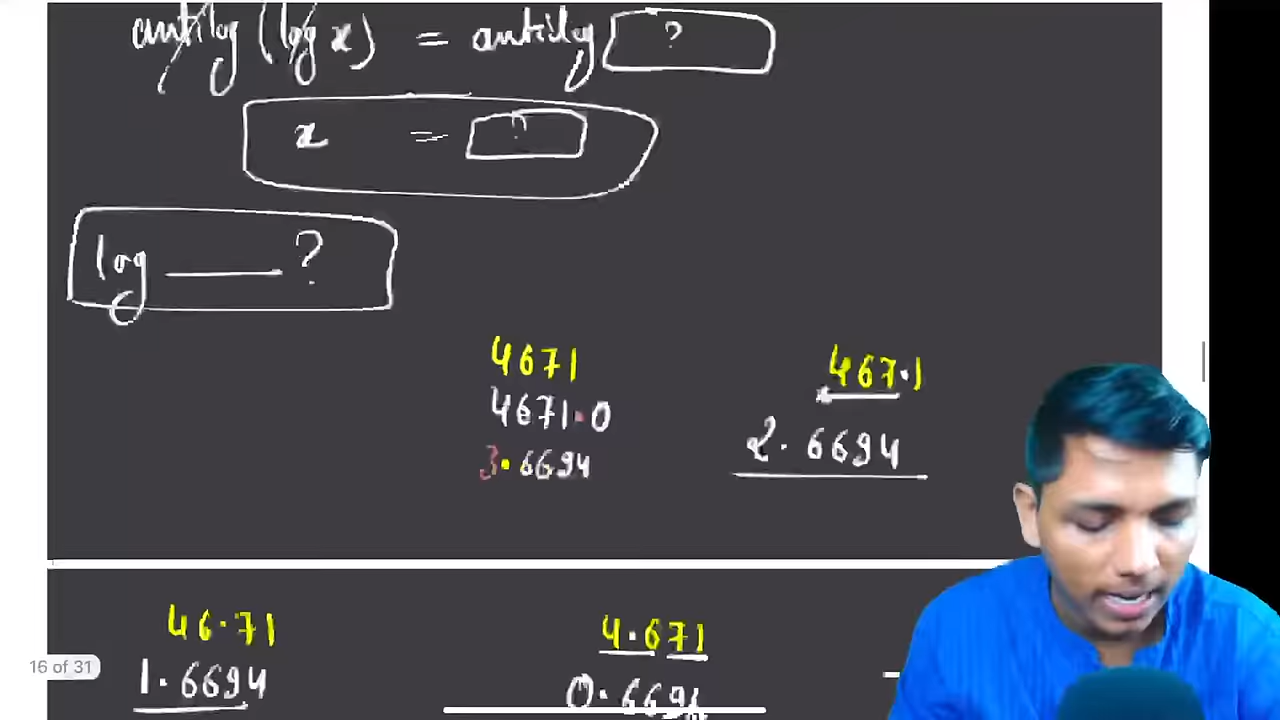 antilog (log x) = antilog ?
x = ?
log ____ ?
4671
4671.0
3.6694
467.1
2.6694
46.71
1.6694
4.671
0.6694
16 of 31